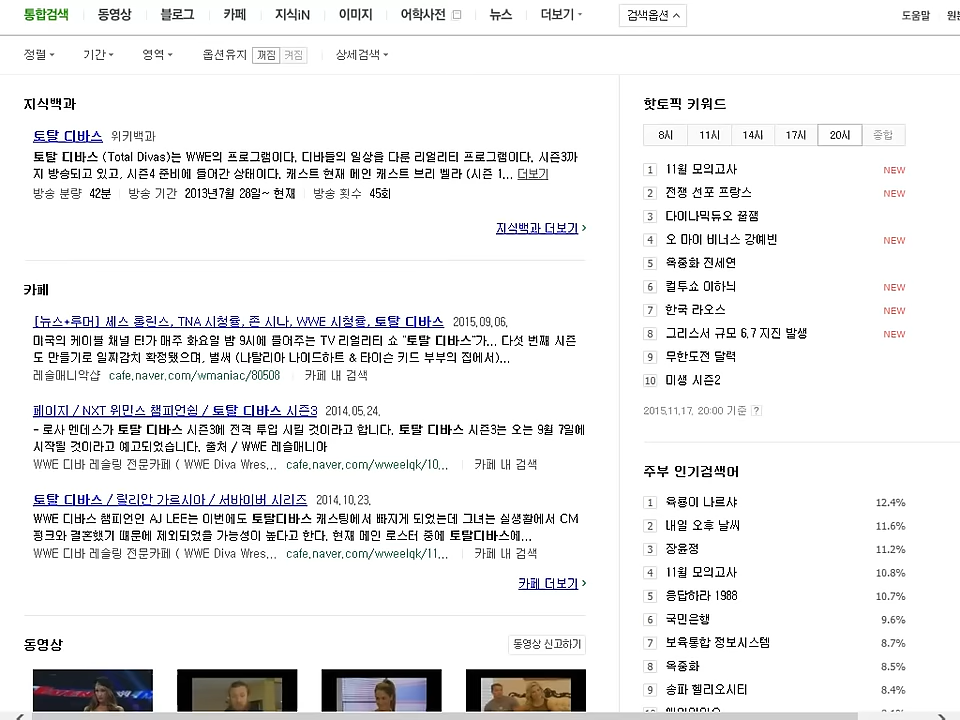 통합검색 동영상 블로그 카페 지식iN 이미지 어학사전 뉴스 더보기 검색옵션 도움말
정렬 기간 영역 옵션유지 꺼짐 켜짐 상세검색
지식백과
토탈 디바스 위키백과
토탈 디바스 (Total Divas)는 WWE의 프로그램이다. 디바들의 일상을 다룬 리얼리티 프로그램이다. 시즌3까
지 방송되고 있고, 시즌4 준비에 들어간 상태이다. 캐스트 현재 메인 캐스트 브리 벨라 (시즌 1... 더보기
방송 분량 42분 방송 기간 2013년7월 28일~ 현재 방송 횟수 45회
지식백과 더보기
카페
[뉴스+루머] 세스 롤린스, TNA 시청률, 존 시나, WWE 시청률, 토탈 디바스 2015.09.06.
미국의 케이블 채널 E!가 매주 화요일 밤 9시에 틀어주는 TV 리얼리티 쇼 "토탈 디바스"가... 다섯 번째 시즌
도 만들기로 일찌감치 확정됐으며, 벌써 (나탈리아 나이드하트 & 타이슨 키드 부부의 집에서)...
레슬매니악샵 cafe.naver.com/wmaniac/80508 카페 내 검색
페이지 / NXT 위민스 챔피언쉽 / 토탈 디바스 시즌3 2014.05.24.
- 로사 멘데스가 토탈 디바스 시즌3에 전격 투입 시킬 것이라고 합니다. 토탈 디바스 시즌3는 오는 9월 7일에
시작될 것이라고 예고되었습니다. 출처 / WWE 레슬매니아
WWE 디바 레슬링 전문카페 ( WWE Diva Wres... cafe.naver.com/wweelqk/10... 카페 내 검색
토탈 디바스 / 릴리안 가르시아 / 서바이버 시리즈 2014.10.23.
WWE 디바스 챔피언인 AJ LEE는 이번에도 토탈디바스 캐스팅에서 빠지게 되었는데 그녀는 실생활에서 CM
펑크와 결혼했기 때문에 제외되었을 가능성이 높다고 한다. 현재 메인 로스터 중에 토탈디바스에...
WWE 디바 레슬링 전문카페 ( WWE Diva Wres... cafe.naver.com/wweelqk/11... 카페 내 검색
카페 더보기
동영상 동영상 신고하기
핫토픽 키워드
8시 11시 14시 17시 20시 종합
1 11월 모의고사 NEW
2 전쟁 선포 프랑스 NEW
3 다이나믹듀오 꿀잼
4 오 마이 비너스 강예빈 NEW
5 옥중화 진세연
6 컬투쇼 이하늬 NEW
7 한국 라오스 NEW
8 그리스서 규모 6.7 지진 발생 NEW
9 무한도전 달력
10 미생 시즌2
2015.11.17. 20:00 기준 ?
주부 인기검색어
1 육룡이 나르샤 12.4%
2 내일 오후 날씨 11.6%
3 장윤정 11.2%
4 11월 모의고사 10.8%
5 응답하라 1988 10.7%
6 국민은행 9.6%
7 보육통합 정보시스템 8.7%
8 옥중화 8.5%
9 송파 헬리오시티 8.4%